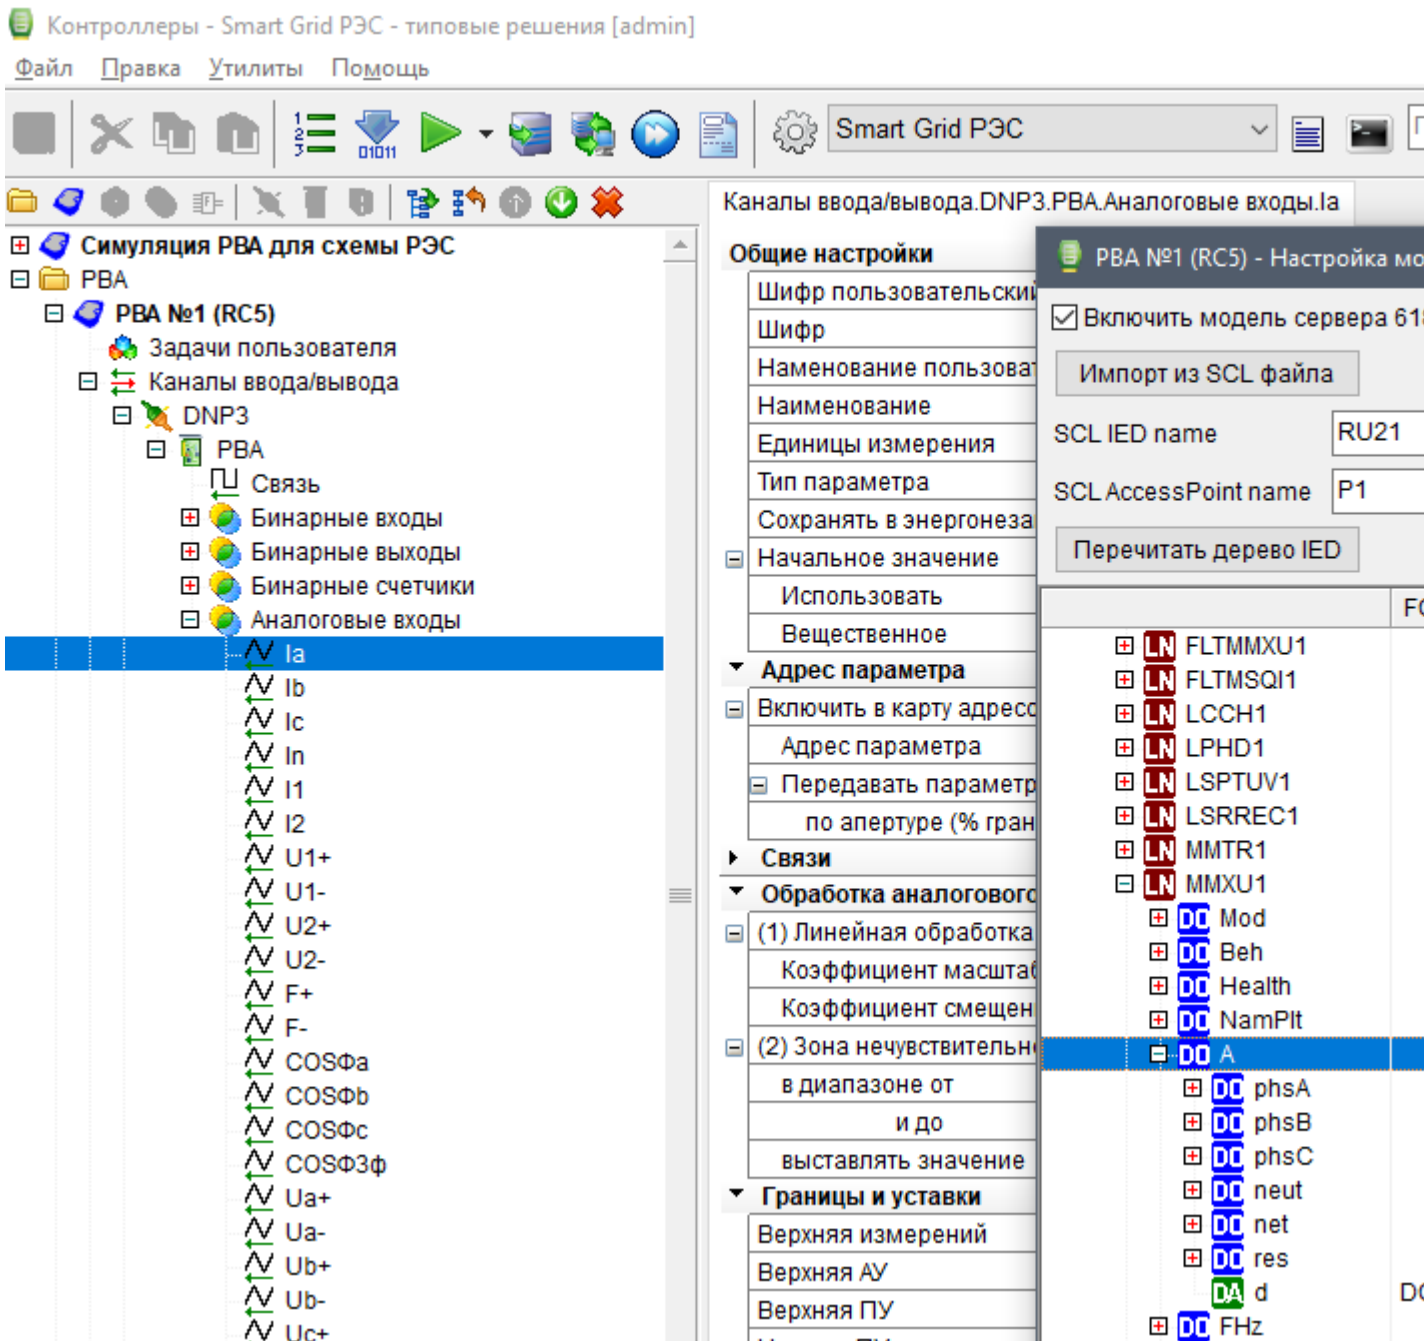 Контроллеры - Smart Grid РЭС - типовые решения [admin]
Файл Правка Утилиты Помощь
Smart Grid РЭС
Симуляция РВА для схемы РЭС
РВА
РВА №1 (RC5)
Задачи пользователя
Каналы ввода/вывода
DNP3
РВА
Связь
Бинарные входы
Бинарные выходы
Бинарные счетчики
Аналоговые входы
Ia
Ib
Ic
In
I1
I2
U1+
U1-
U2+
U2-
F+
F-
COSФa
COSФb
COSФc
COSФ3ф
Ua+
Ua-
Ub+
Ub-
Uc+
Каналы ввода/вывода.DNP3.РВА.Аналоговые входы.Ia
Общие настройки
Шифр пользовательский
Шифр
Наменование пользоват
Наименование
Единицы измерения
Тип параметра
Сохранять в энергонеза
Начальное значение
Использовать
Вещественное
Адрес параметра
Включить в карту адресо
Адрес параметра
Передавать параметр
по апертуре (% гран
Связи
Обработка аналогового
(1) Линейная обработка
Коэффициент масштаб
Коэффициент смещен
(2) Зона нечувствительн
в диапазоне от
и до
выставлять значение
Границы и уставки
Верхняя измерений
Верхняя АУ
Верхняя ПУ
РВА №1 (RC5) - Настройка мо
Включить модель сервера 618
Импорт из SCL файла
SCL IED name RU21
SCL AccessPoint name P1
Перечитать дерево IED
FC
LN FLTMMXU1
LN FLTMSQI1
LN LCCH1
LN LPHD1
LN LSPTUV1
LN LSRREC1
LN MMTR1
LN MMXU1
DO Mod
DO Beh
DO Health
DO NamPlt
DO A
DO phsA
DO phsB
DO phsC
DO neut
DO net
DO res
DA d DC
DO FHz